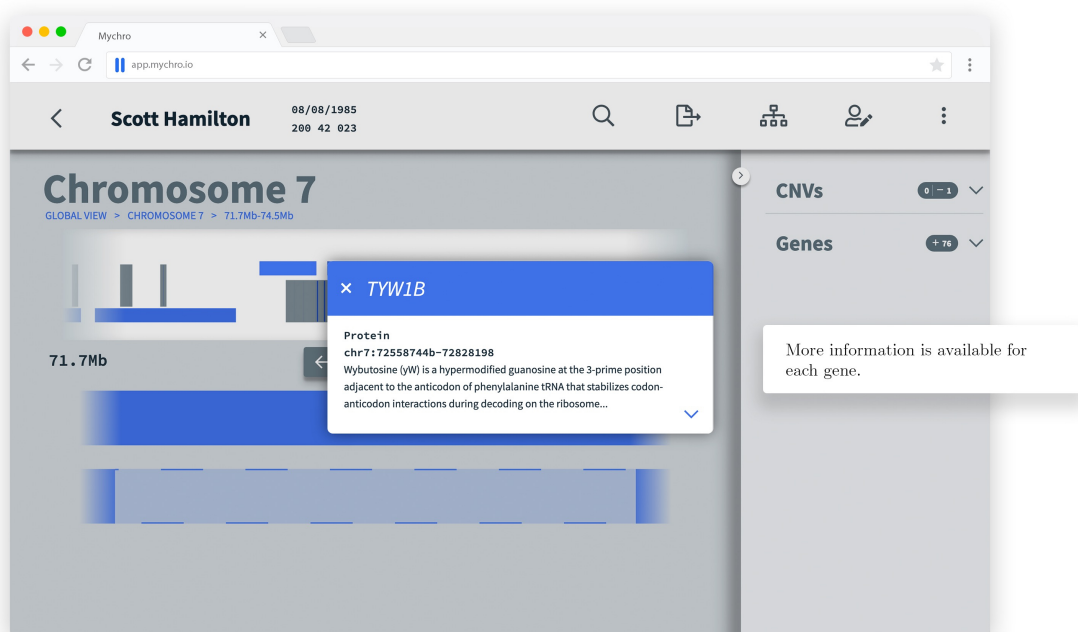 Mychro
app.mychro.io
Scott Hamilton
08/08/1985
200 42 023
Chromosome 7
GLOBAL VIEW > CHROMOSOME 7 > 71.7Mb-74.5Mb
CNVs
0 − 1
Genes
+ 76
TYW1B
Protein
chr7:72558744b-72828198
Wybutosine (yW) is a hypermodified guanosine at the 3-prime position
adjacent to the anticodon of phenylalanine tRNA that stabilizes codon-
anticodon interactions during decoding on the ribosome...
71.7Mb
More information is available for
each gene.